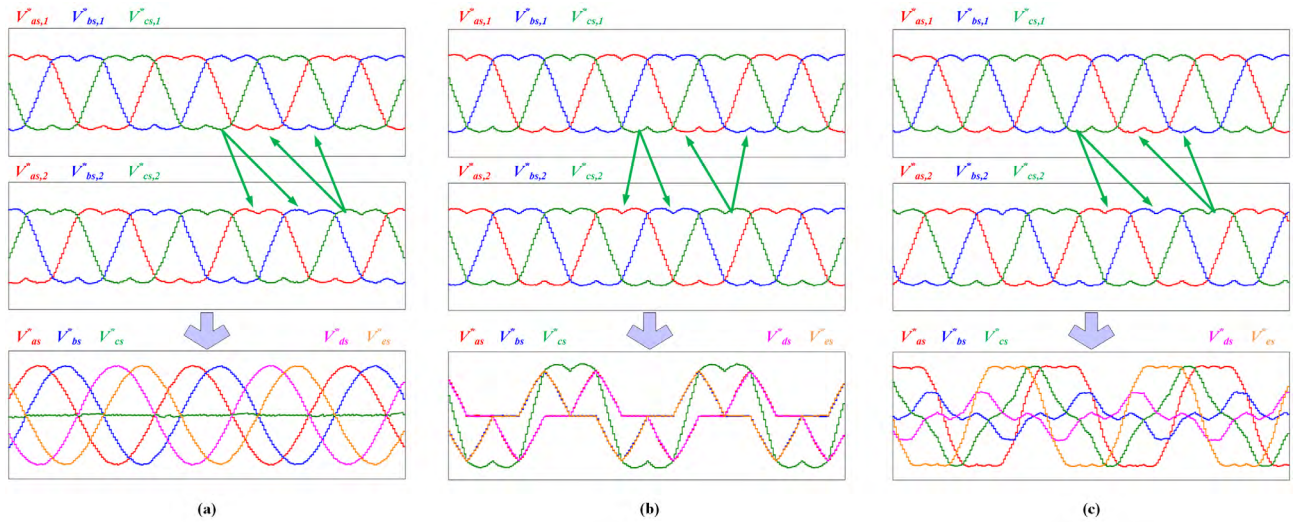 V*as,1 V*bs,1 V*cs,1
V*as,2 V*bs,2 V*cs,2
V*as V*bs V*cs V*ds V*es
(a)
V*as,1 V*bs,1 V*cs,1
V*as,2 V*bs,2 V*cs,2
V*as V*bs V*cs V*ds V*es
(b)
V*as,1 V*bs,1 V*cs,1
V*as,2 V*bs,2 V*cs,2
V*as V*bs V*cs V*ds V*es
(c)